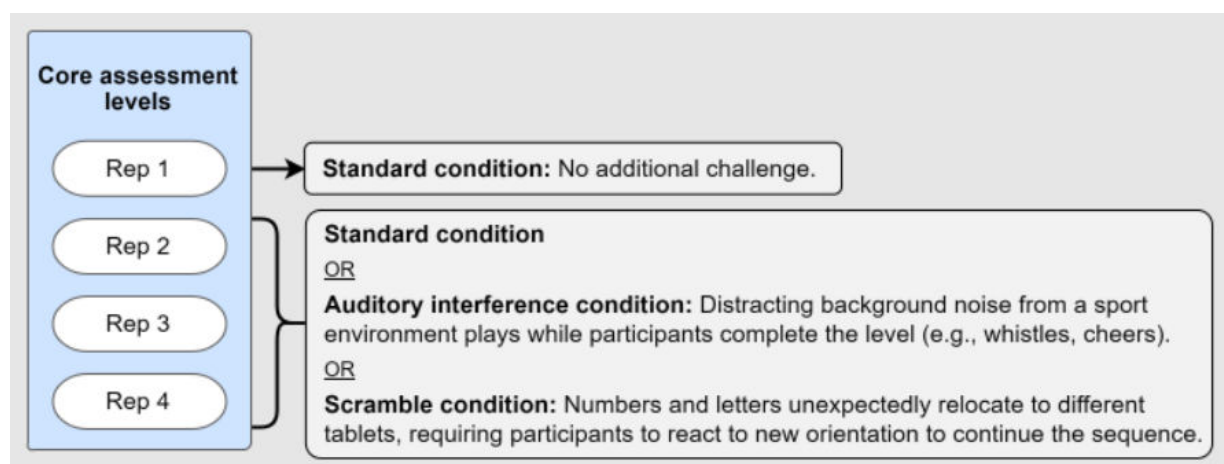 Core assessment
levels
Rep 1
Standard condition: No additional challenge.
Rep 2
Rep 3
Rep 4
Standard condition
OR
Auditory interference condition: Distracting background noise from a sport
environment plays while participants complete the level (e.g., whistles, cheers).
OR
Scramble condition: Numbers and letters unexpectedly relocate to different
tablets, requiring participants to react to new orientation to continue the sequence.